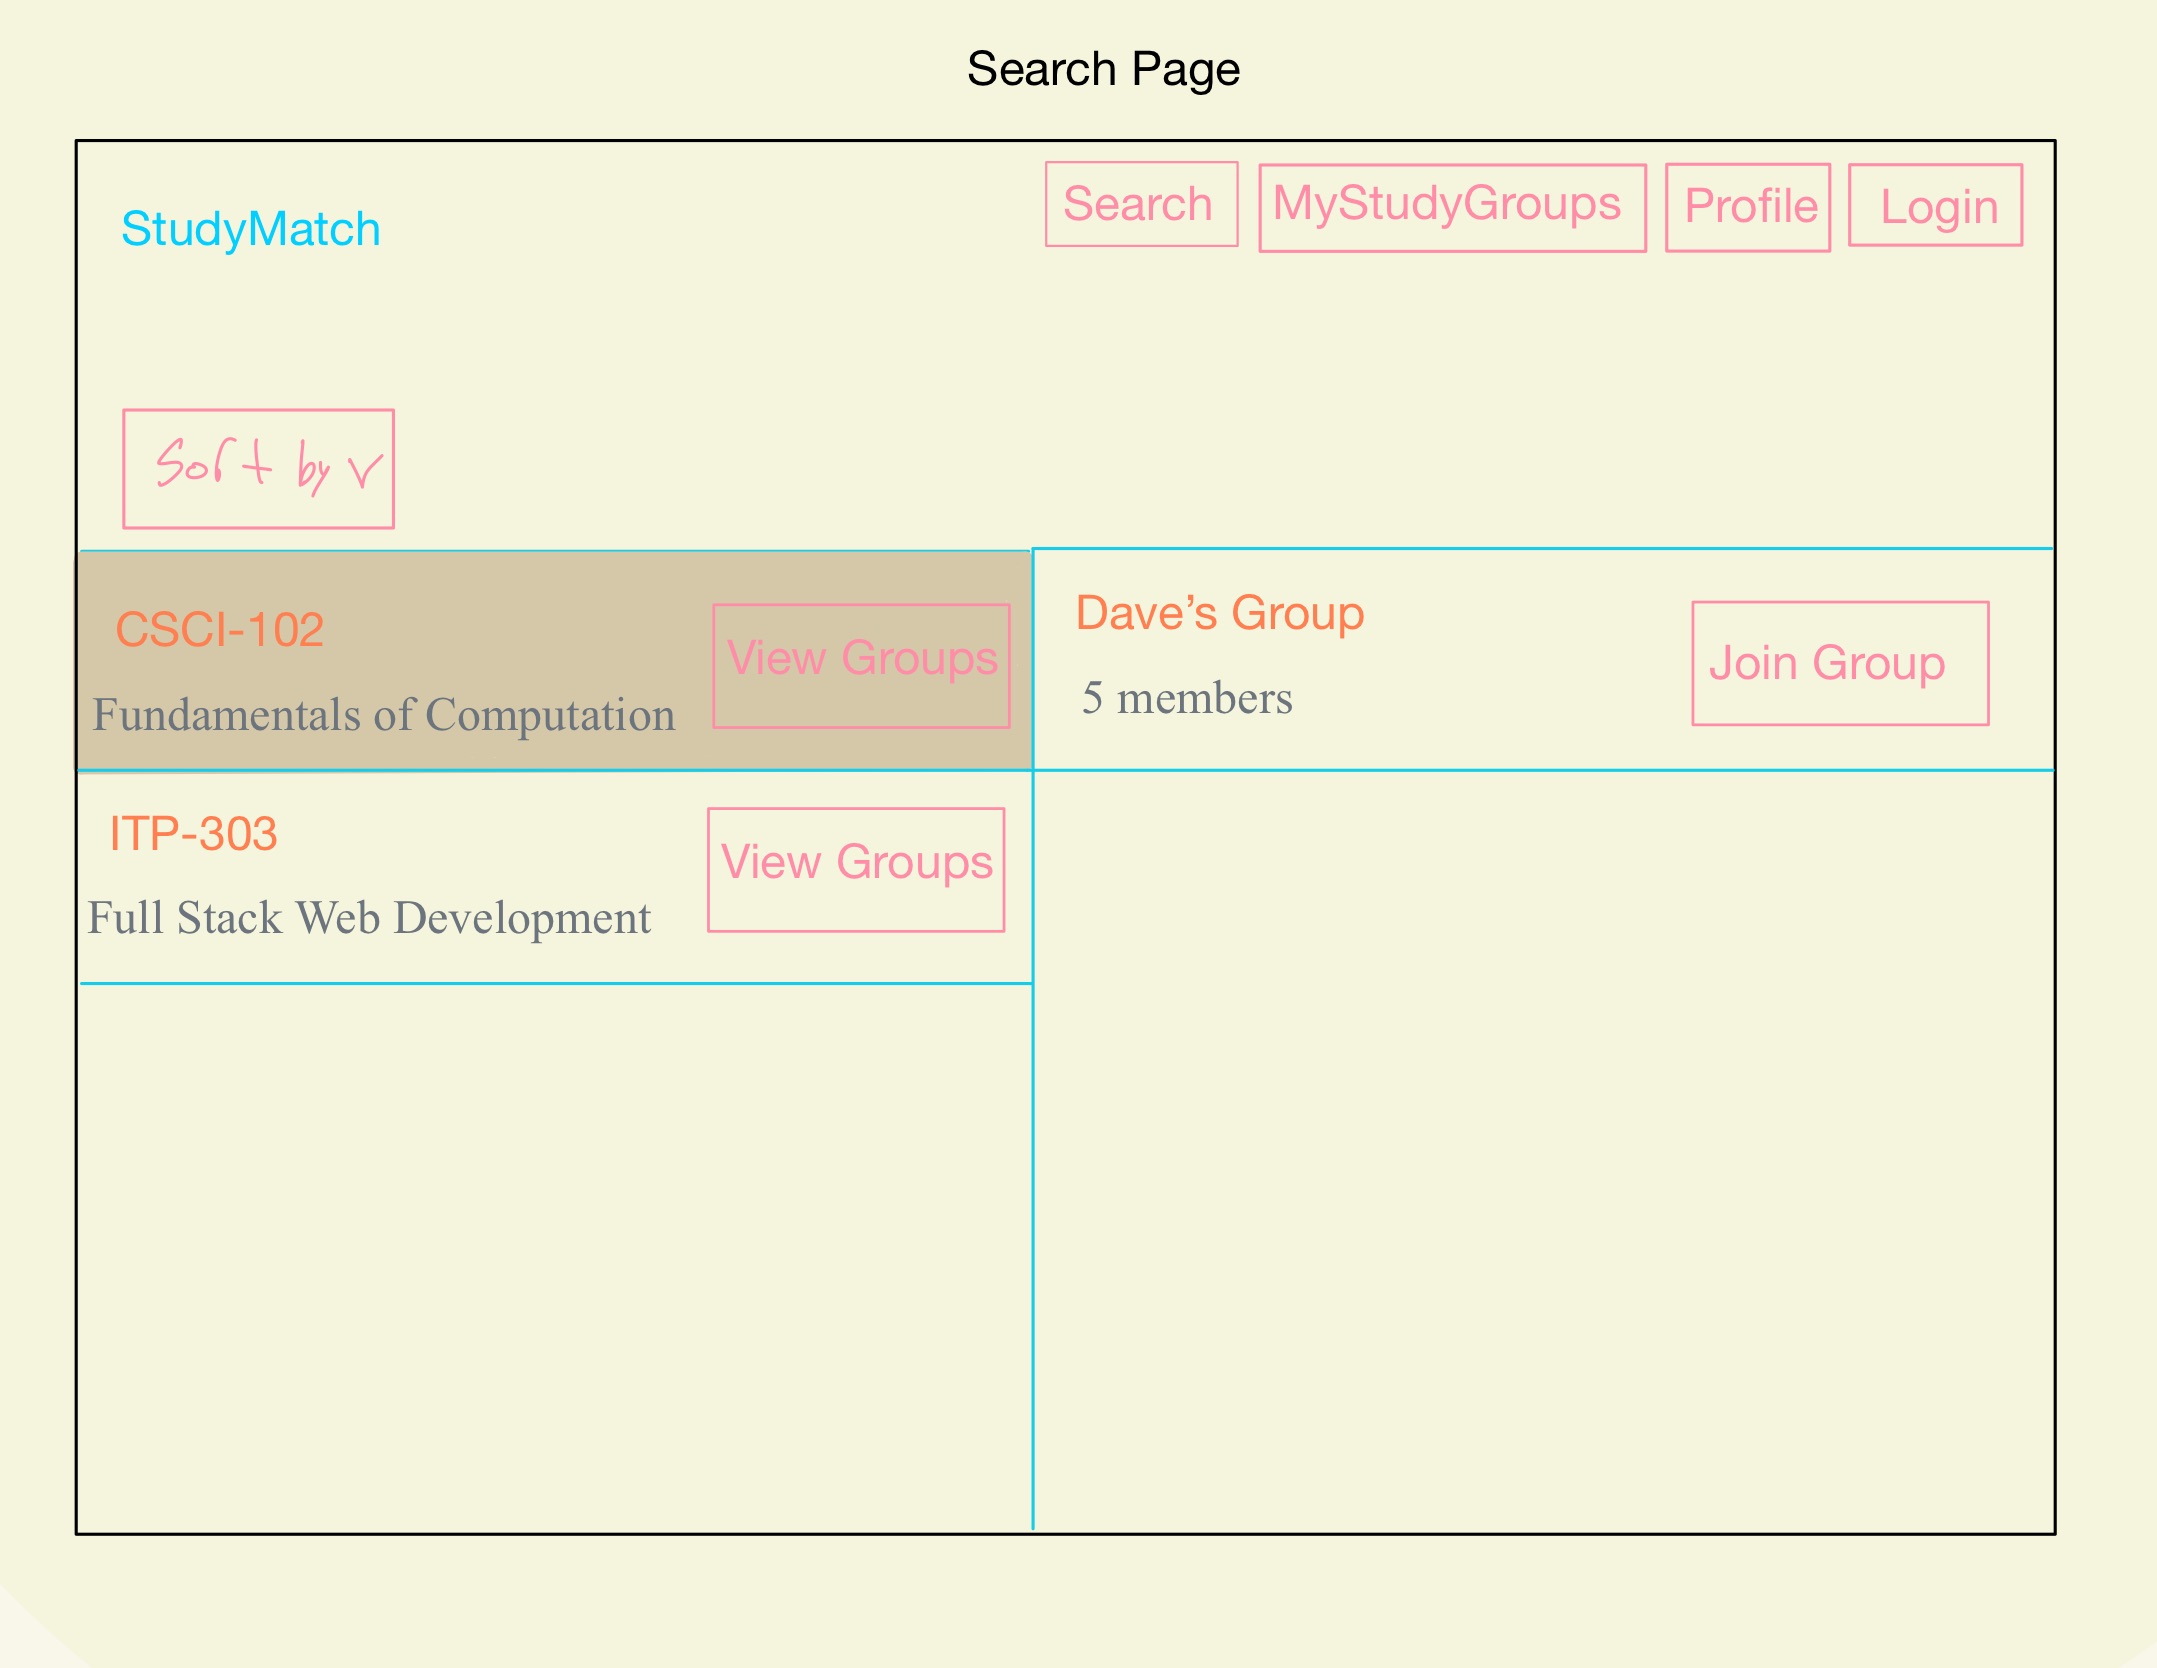 Search Page
StudyMatch
Search
MyStudyGroups
Profile
Login
Sort by
CSCI-102
Fundamentals of Computation
View Groups
ITP-303
Full Stack Web Development
View Groups
Dave's Group
5 members
Join Group